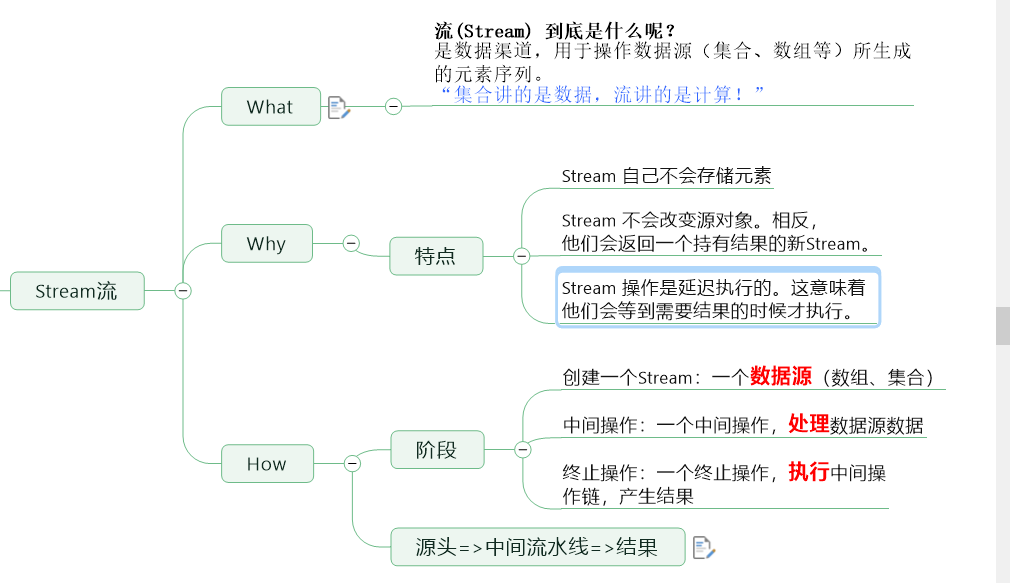 流(Stream) 到底是什么呢？
是数据渠道，用于操作数据源（集合、数组等）所生成
的元素序列。
“集合讲的是数据，流讲的是计算！”
What
Stream 自己不会存储元素
Stream 不会改变源对象。相反，
他们会返回一个持有结果的新Stream。
Why
特点
Stream 操作是延迟执行的。这意味着
他们会等到需要结果的时候才执行。
Stream流
创建一个Stream：一个数据源（数组、集合）
中间操作：一个中间操作，处理数据源数据
How
阶段
终止操作：一个终止操作，执行中间操
作链，产生结果
源头=>中间流水线=>结果